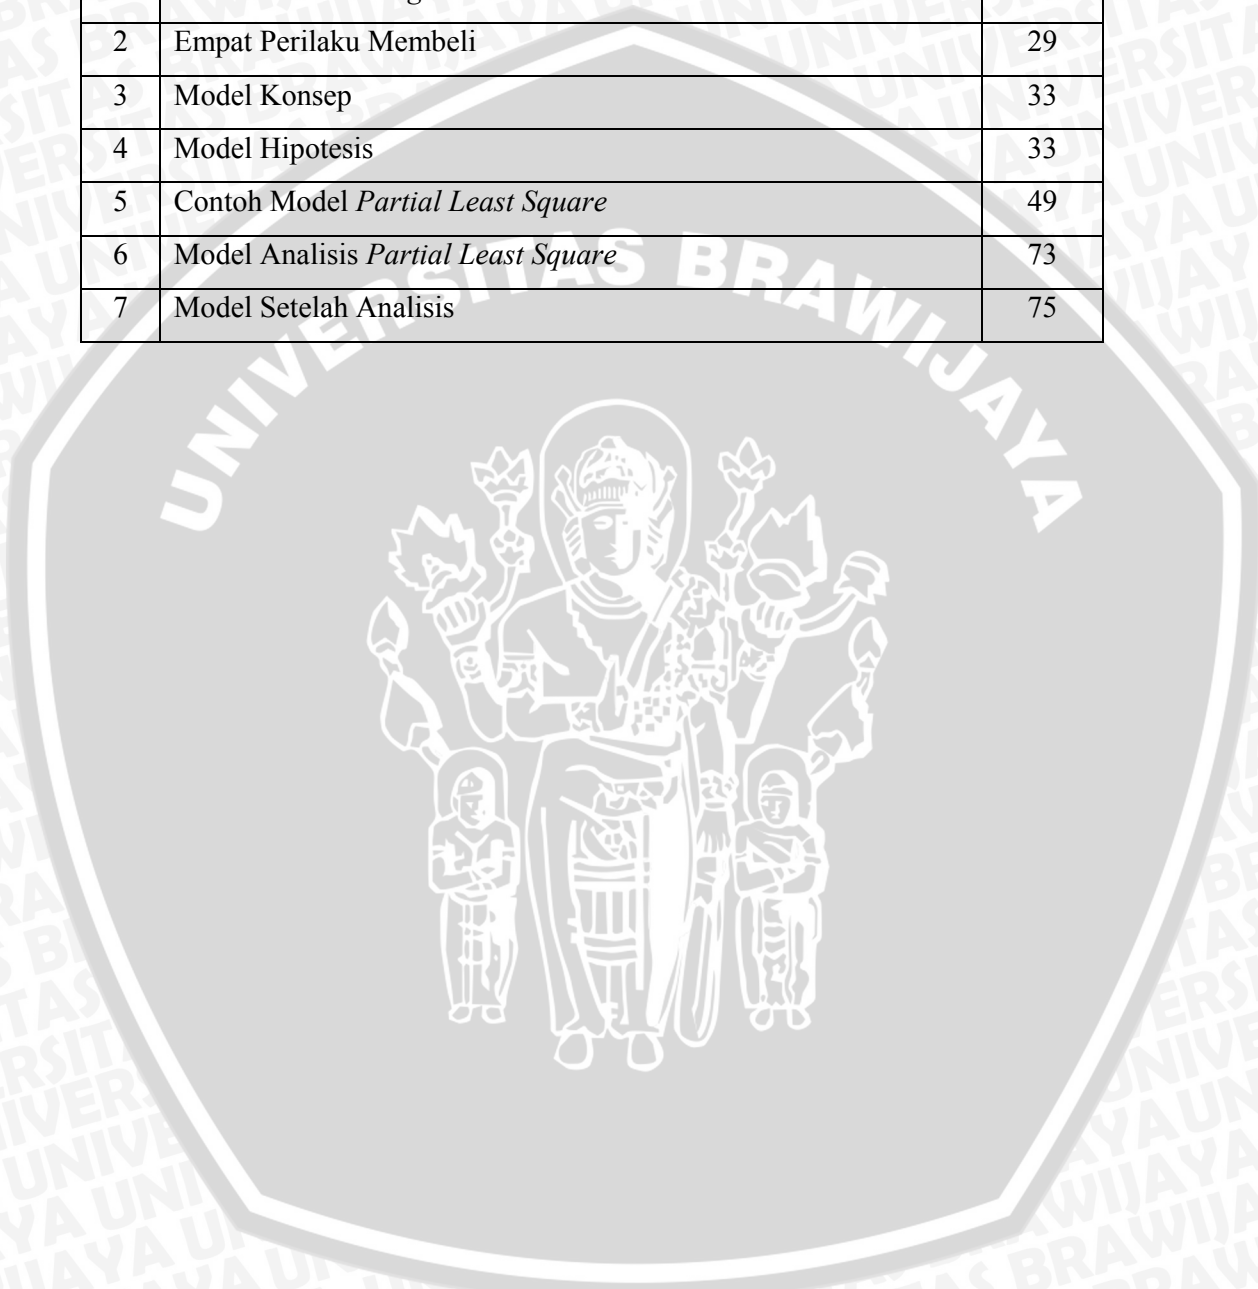 2 Empat Perilaku Membeli 29
3 Model Konsep 33
4 Model Hipotesis 33
5 Contoh Model Partial Least Square 49
6 Model Analisis Partial Least Square 73
7 Model Setelah Analisis 75
UNIVERSITAS BRAWIJAYA